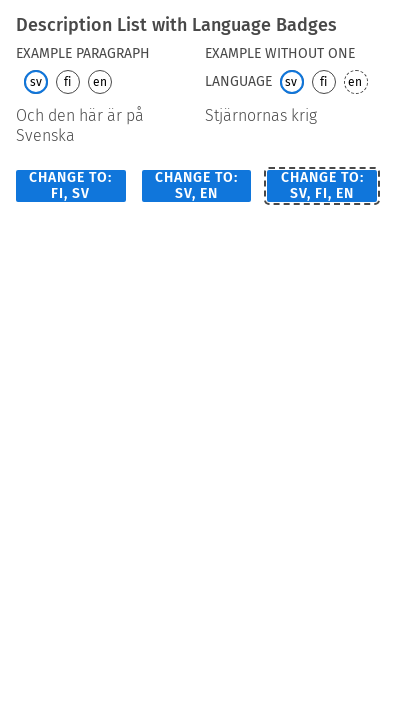 Description List with Language Badges
EXAMPLE PARAGRAPH
sv fi en
Och den här är på
Svenska
EXAMPLE WITHOUT ONE
LANGUAGE sv fi en
Stjärnornas krig
CHANGE TO:
FI, SV
CHANGE TO:
SV, EN
CHANGE TO:
SV, FI, EN